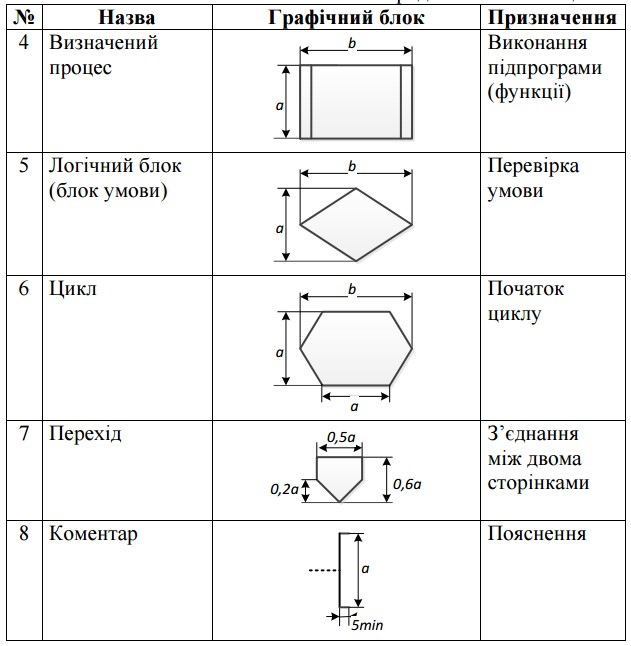 № Назва Графічний блок Призначення
4 Визначений Виконання
процес підпрограми
(функції)
b
a
5 Логічний блок Перевірка
(блок умови) умови
b
a
6 Цикл Початок
циклу
b
a
a
7 Перехід З’єднання
між двома
сторінками
0,5a
0,2a
0,6a
8 Коментар Пояснення
a
5min